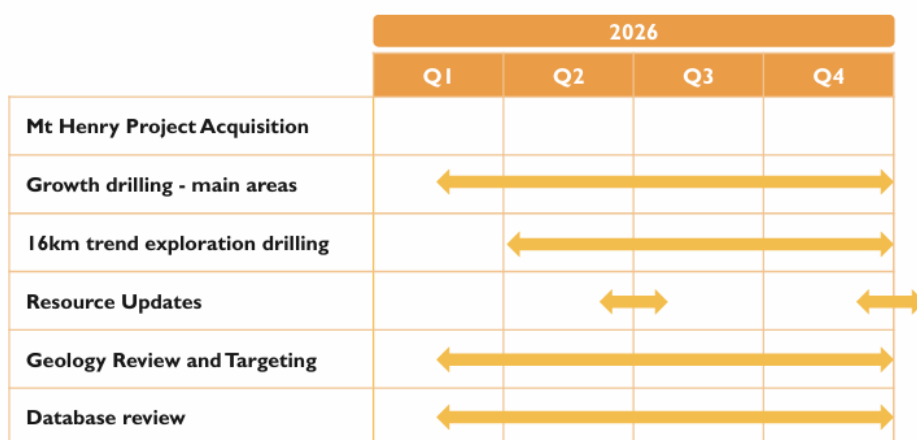 2026
Q1 Q2 Q3 Q4
Mt Henry Project Acquisition
Growth drilling - main areas
16km trend exploration drilling
Resource Updates
Geology Review and Targeting
Database review